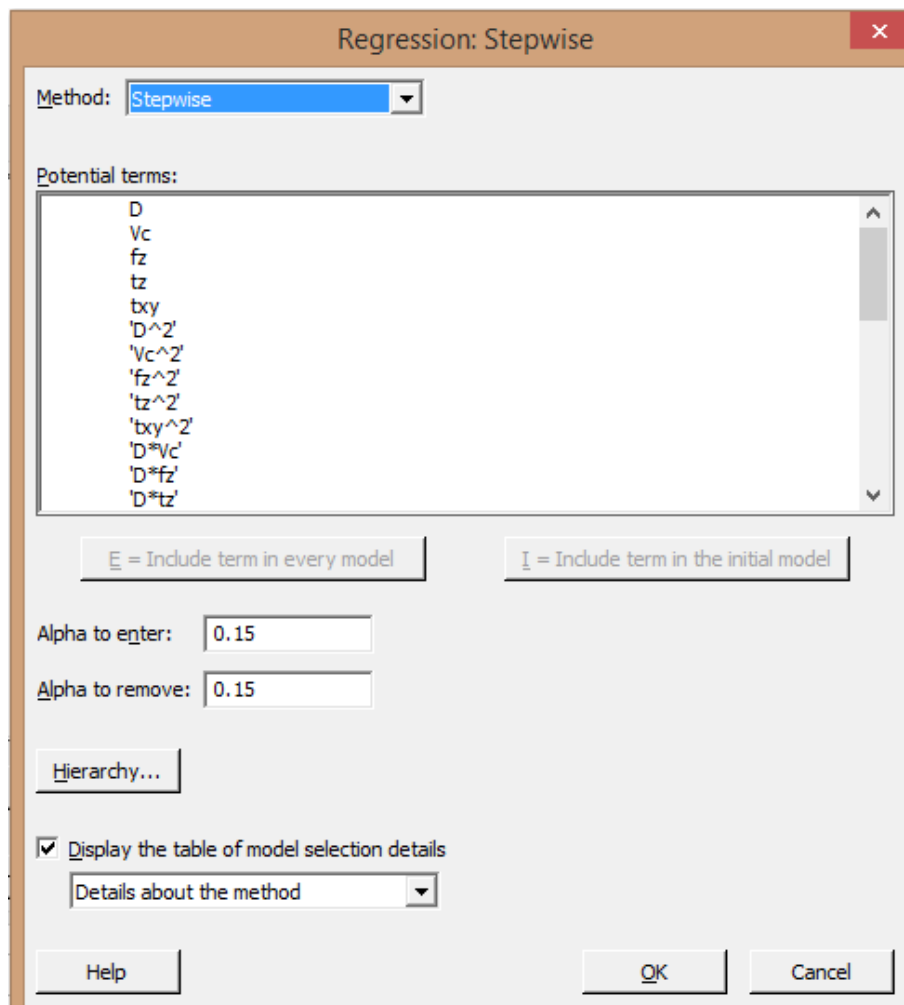 Regression: Stepwise
Method: Stepwise
Potential terms:
D
Vc
fz
tz
txy
'D^2'
'Vc^2'
'fz^2'
'tz^2'
'txy^2'
'D*Vc'
'D*fz'
'D*tz'
E = Include term in every model I = Include term in the initial model
Alpha to enter: 0.15
Alpha to remove: 0.15
Hierarchy...
Display the table of model selection details
Details about the method
Help OK Cancel